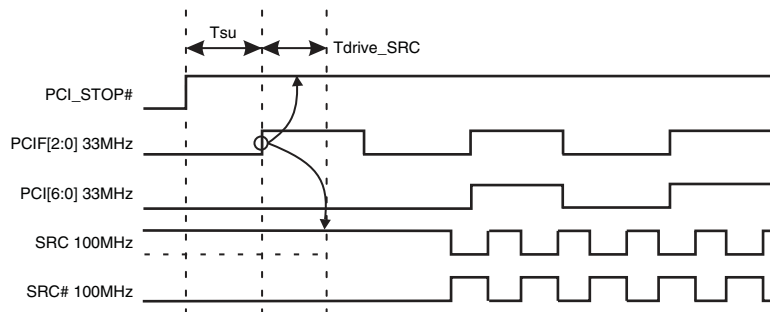 Tsu
Tdrive_SRC
PCI_STOP#
PCIF[2:0] 33MHz
PCI[6:0] 33MHz
SRC 100MHz
SRC# 100MHz